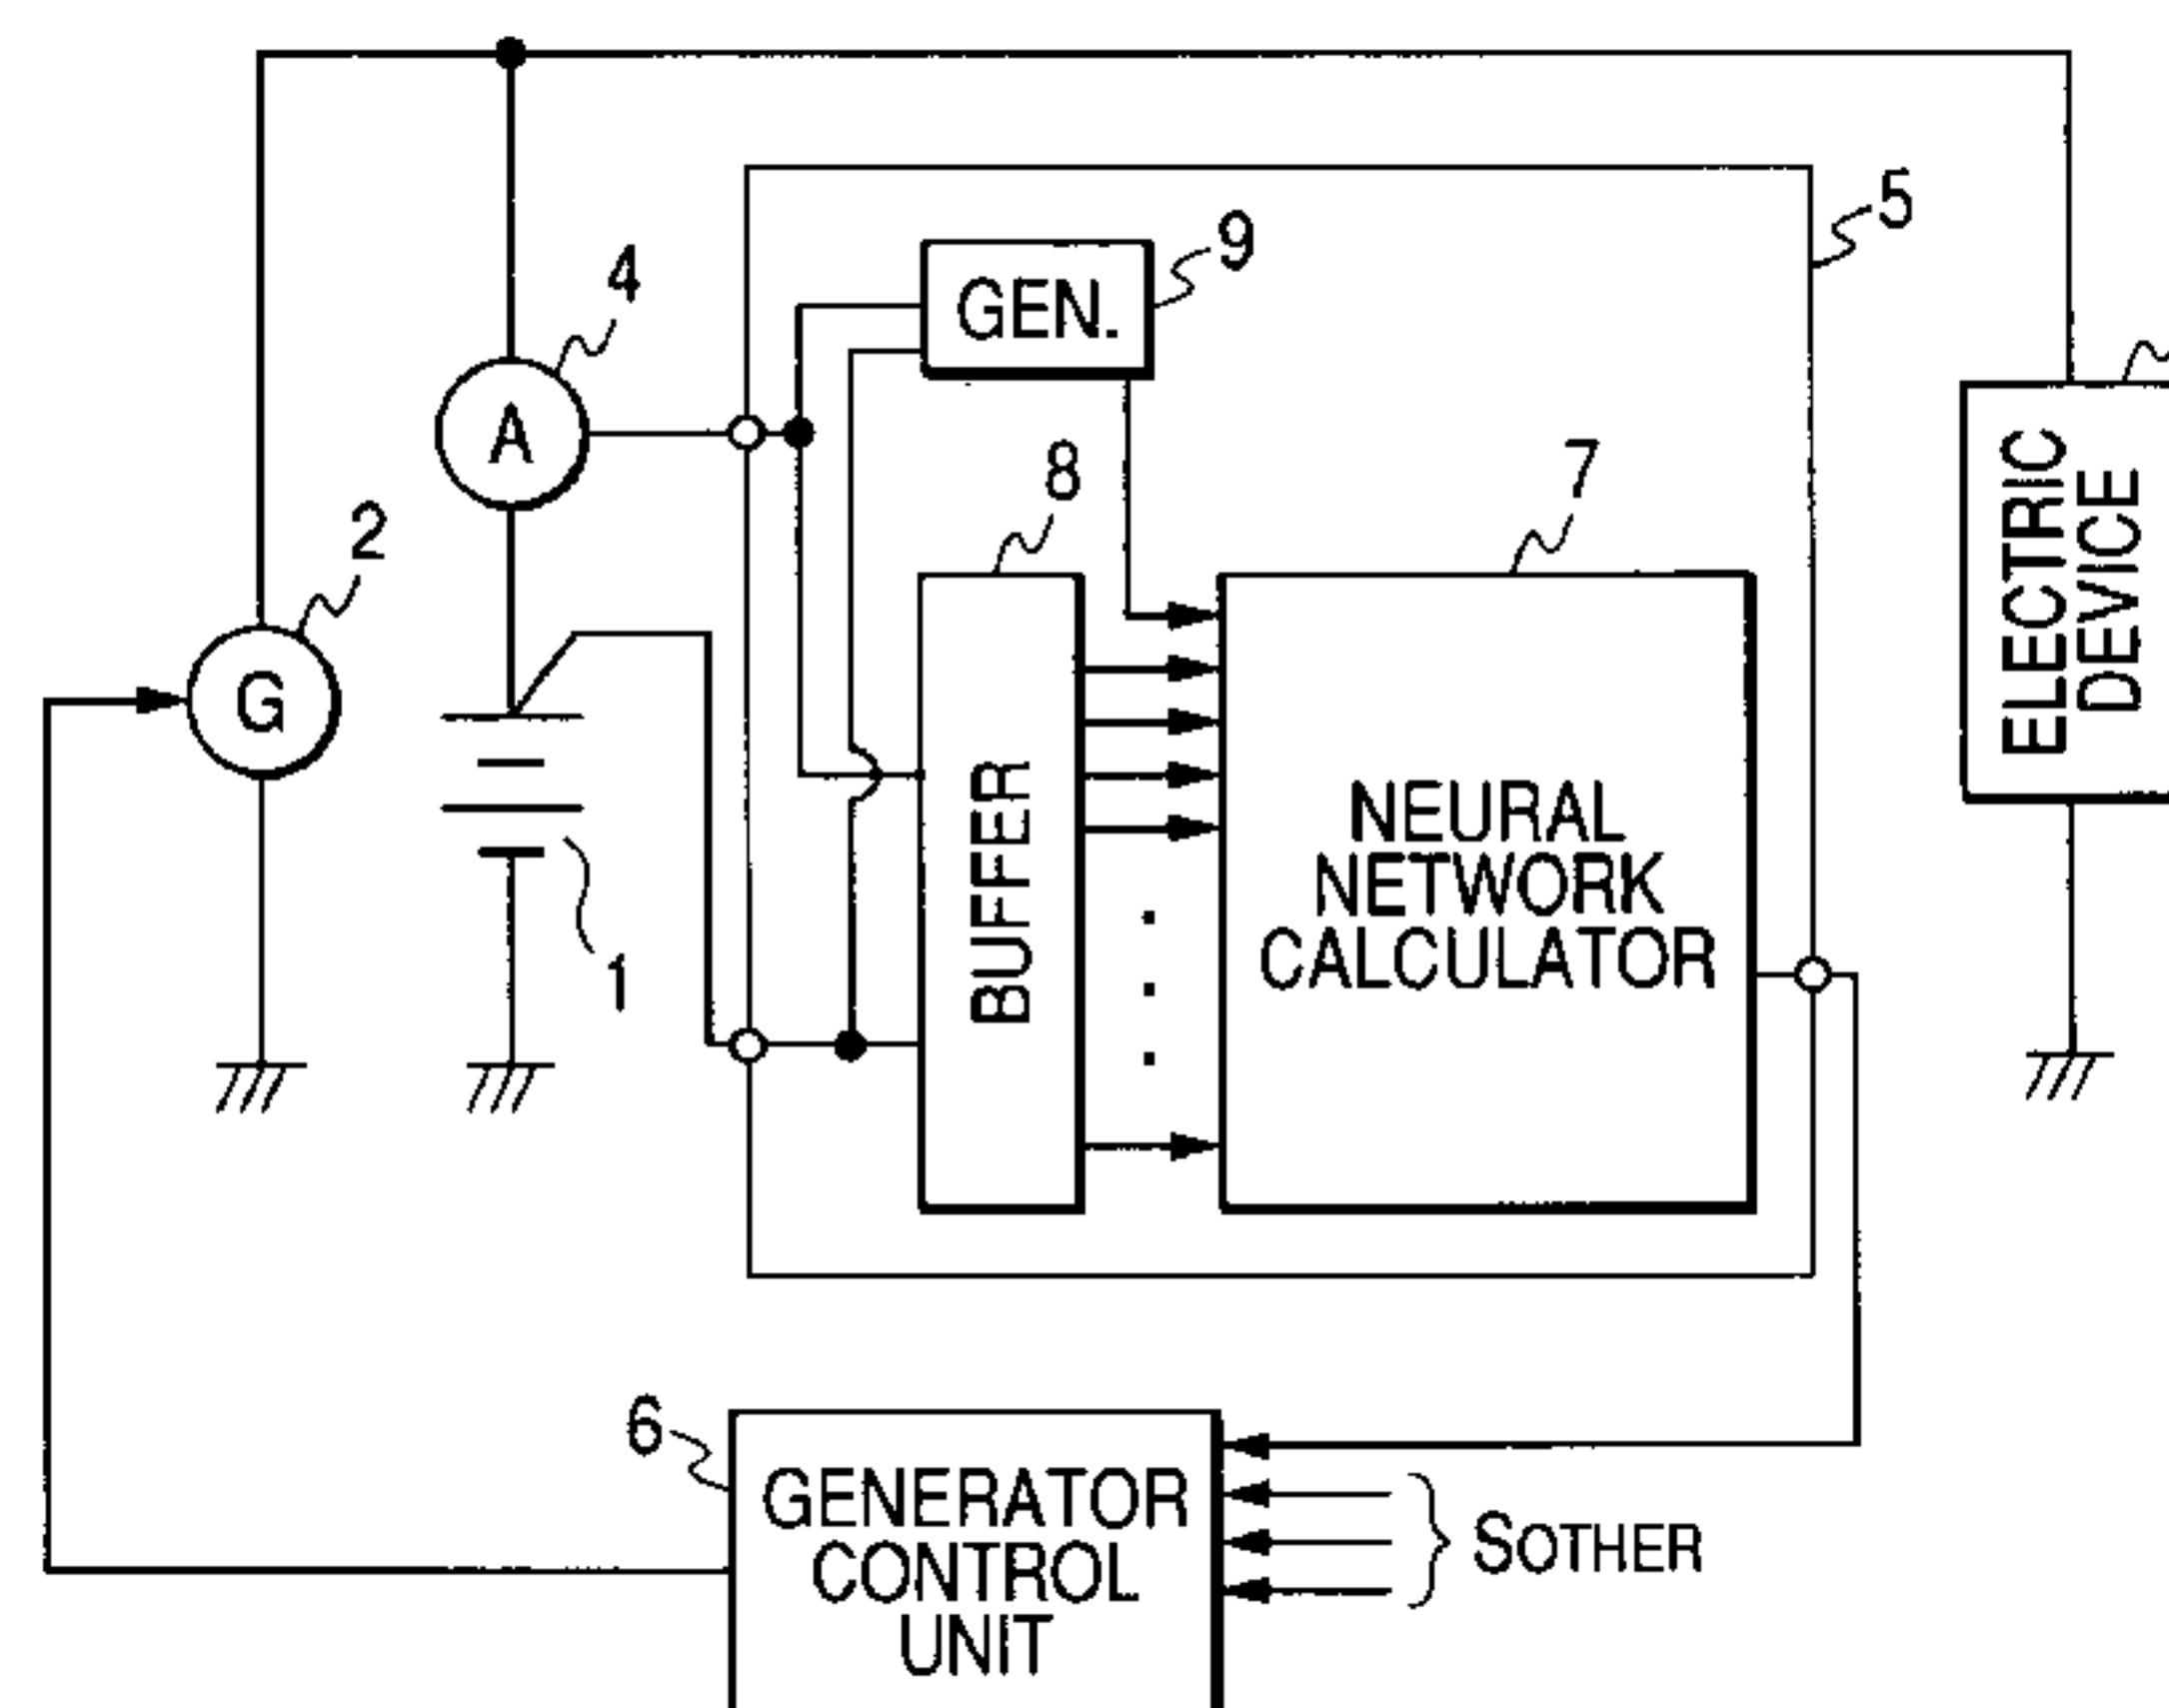 5
9
GEN.
4
A
8
7
2
ELECTRIC
DEVICE
G
BUFFER
NEURAL
NETWORK
CALCULATOR
1
6
GENERATOR
CONTROL
UNIT
SOTHER